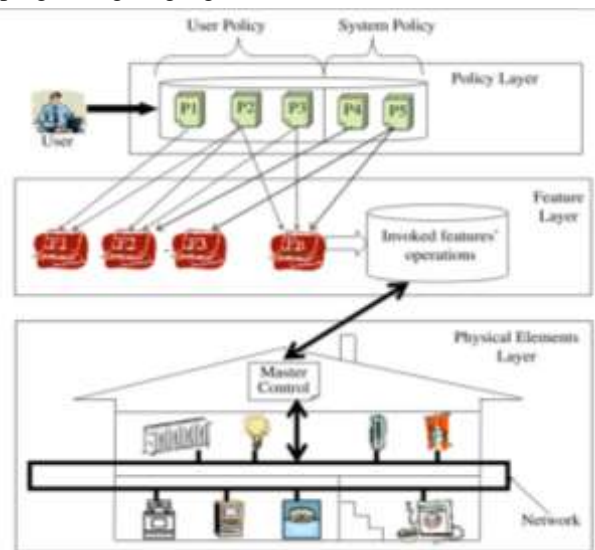 User Policy
System Policy
Policy Layer
P1
P2
P3
P4
P5
User
Feature
Layer
F1
F2
F3
Fn
Invoked features'
operations
Physical Elements
Layer
Master
Control
Network